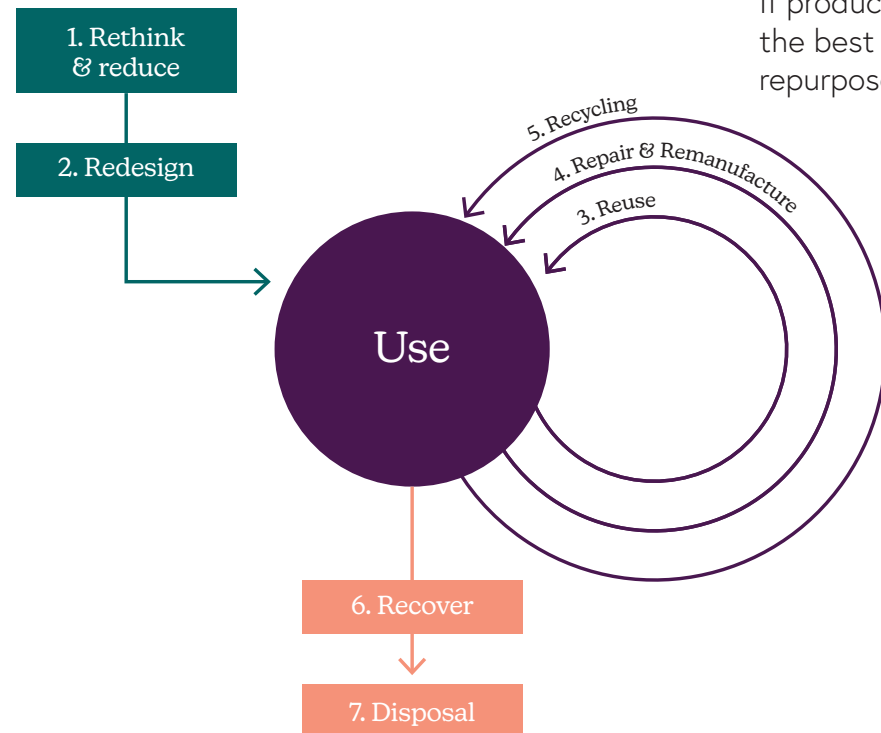 1. Rethink
& reduce
2. Redesign
the best
5. Recycling
4. Repair & Remanufacture
3. Reuse
Use
6. Recover
7. Disposal